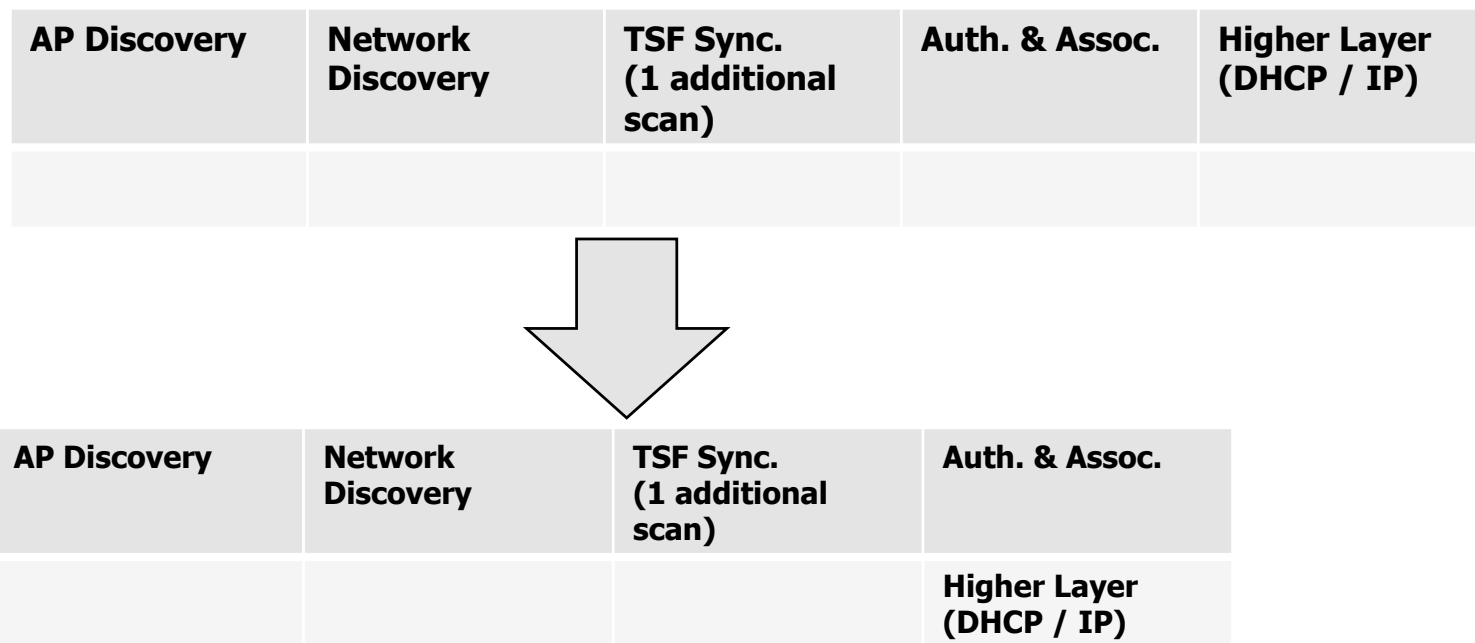 AP Discovery
Network
Discovery
TSF Sync.
(1 additional
scan)
Auth. & Assoc.
Higher Layer
(DHCP / IP)
AP Discovery
Network
Discovery
TSF Sync.
(1 additional
scan)
Auth. & Assoc.
Higher Layer
(DHCP / IP)